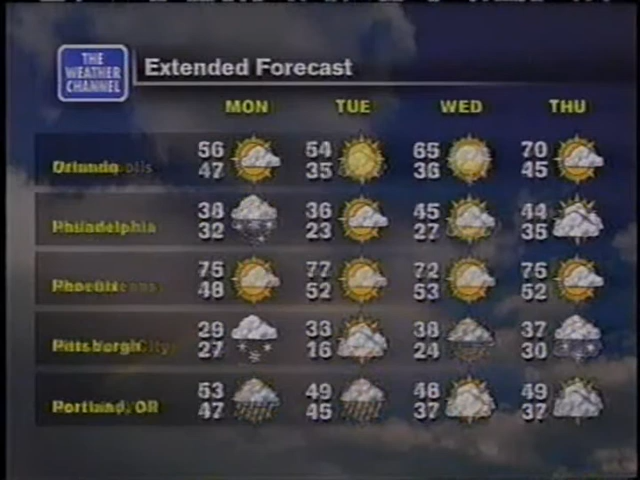 THE
WEATHER
CHANNEL
Extended Forecast
MON TUE WED THU
Orlando 56 54 65 70
47 35 36 45
Philadelphia 38 36 45 44
32 23 27 35
Phoenix 75 77 72 75
48 52 53 52
Pittsburgh 29 33 38 37
27 16 24 30
Portland, OR 53 49 48 49
47 45 37 37